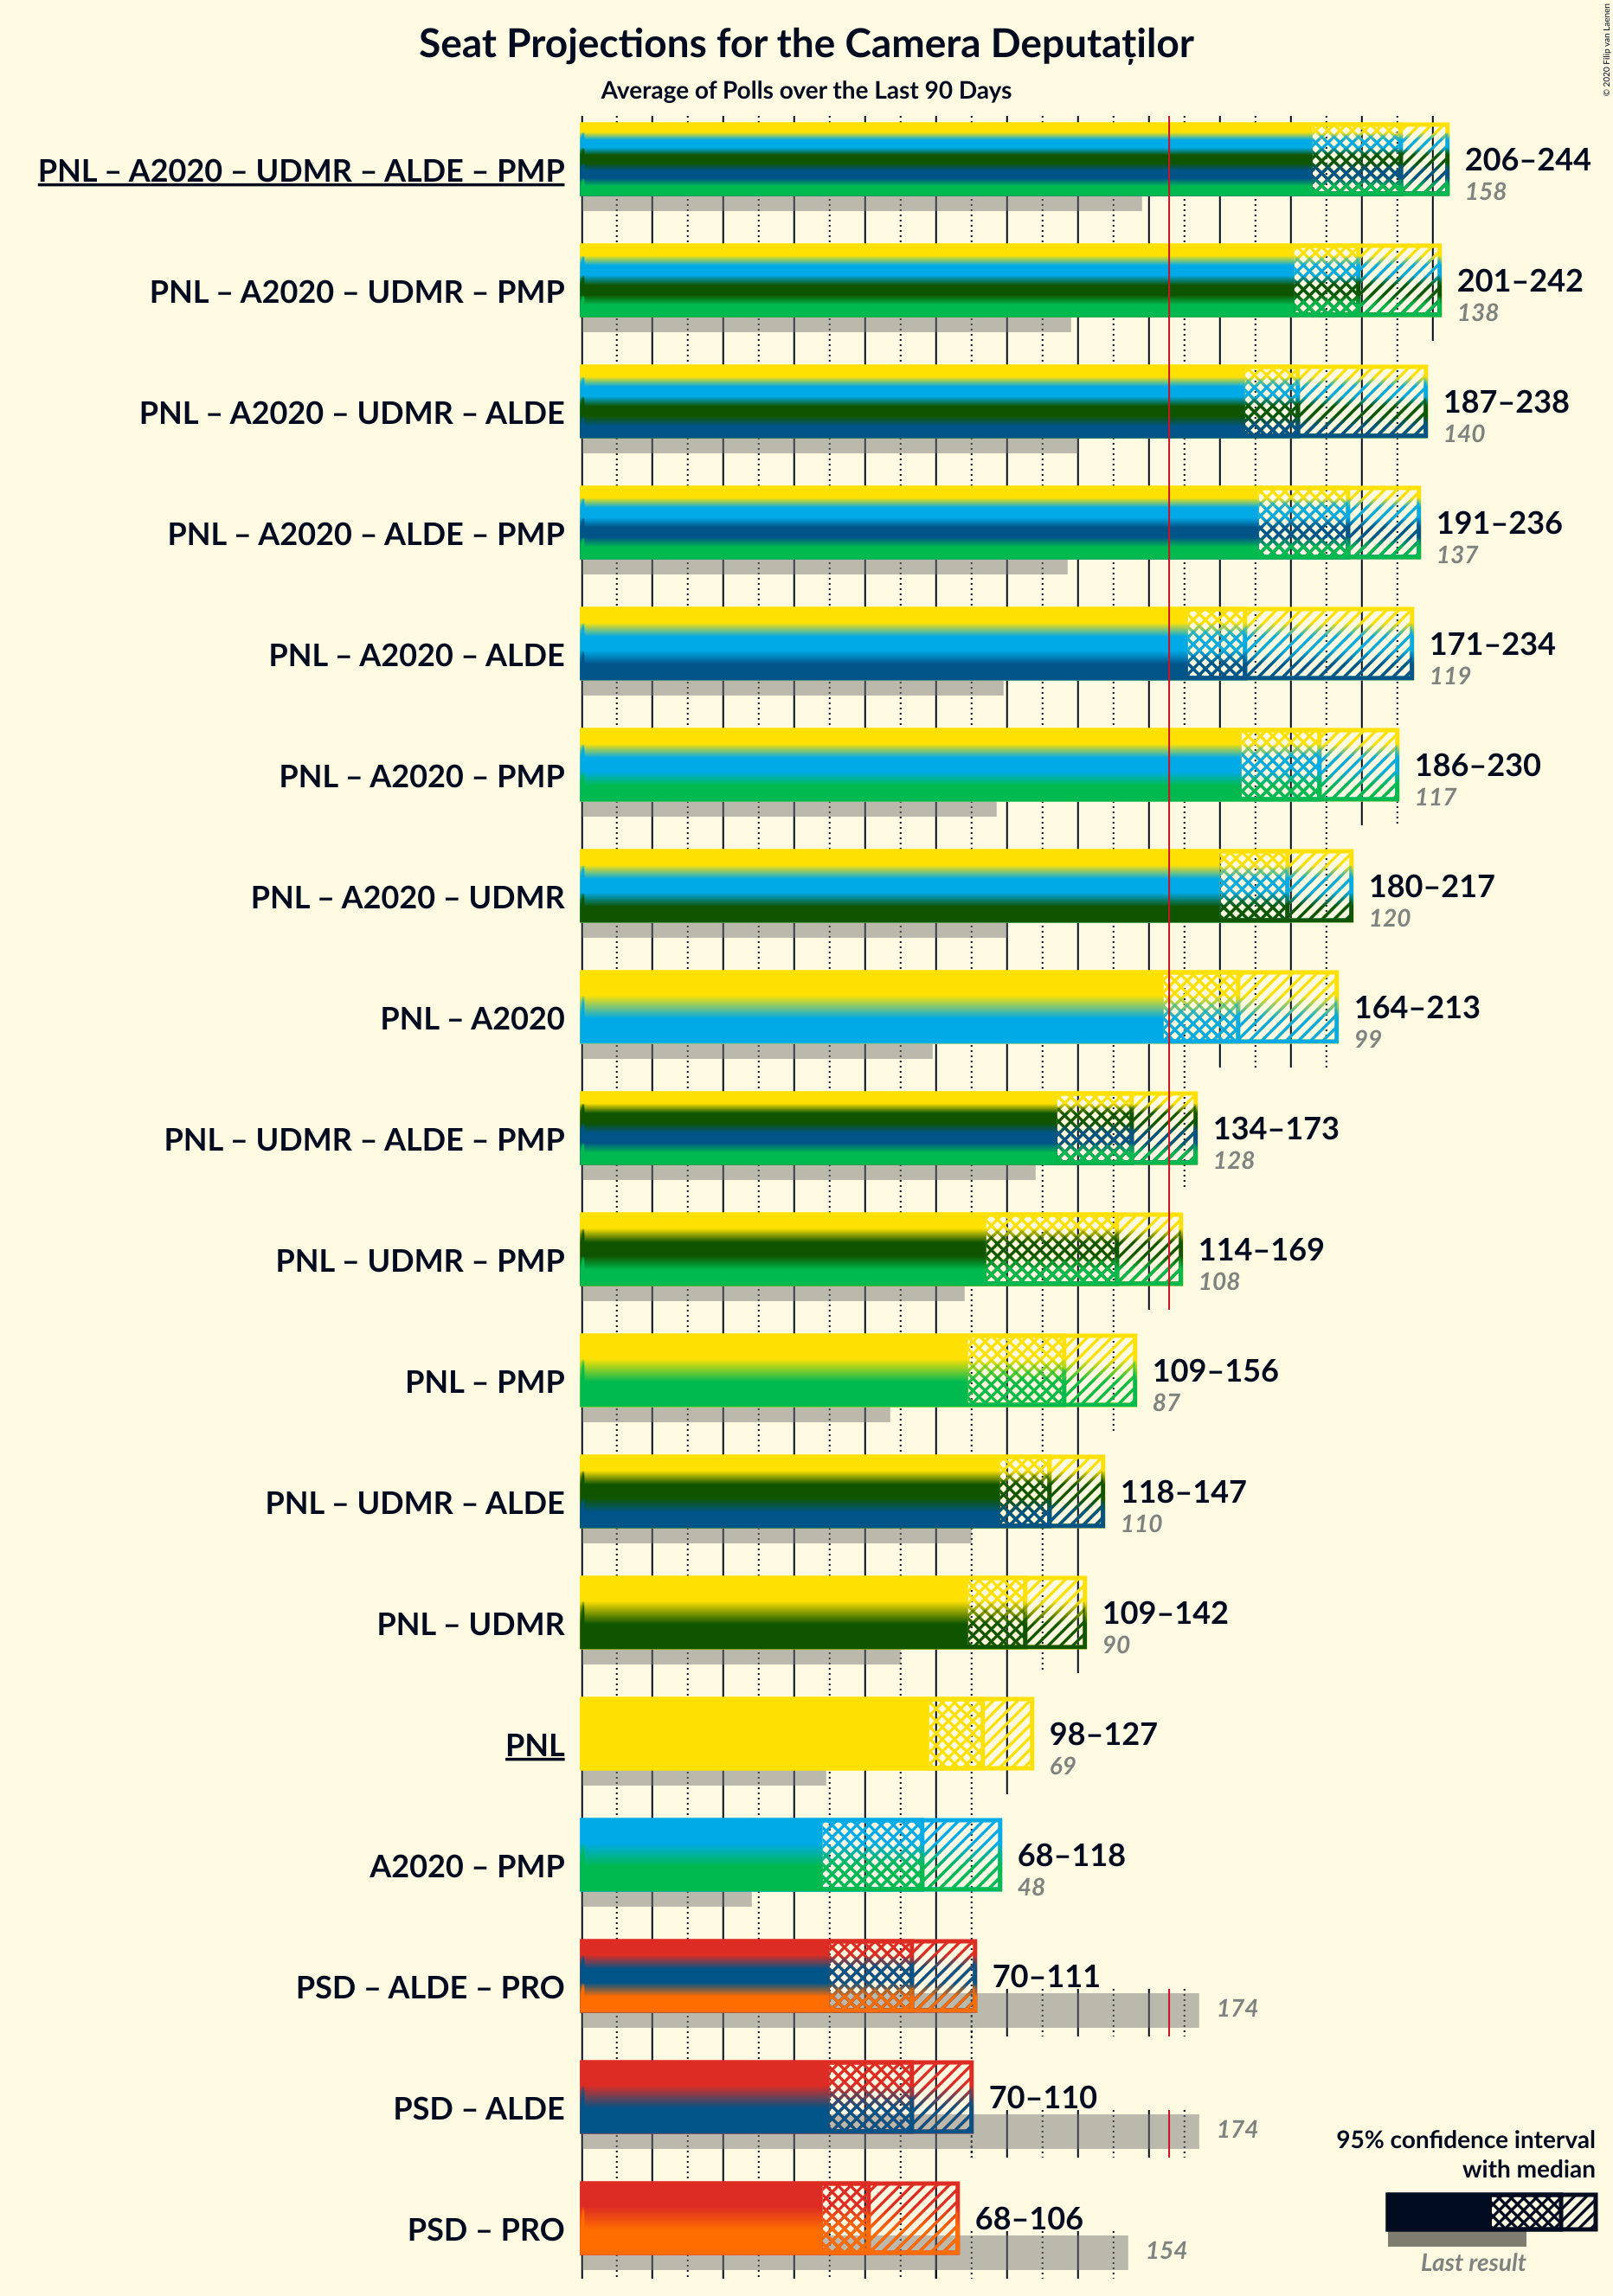 Seat Projections for the Camera Deputaților
Average of Polls over the Last 90 Days
© 2020 Filip van Laenen
PNL – A2020 – UDMR – ALDE – PMP
206–244
158
PNL – A2020 – UDMR – PMP
201–242
138
PNL – A2020 – UDMR – ALDE
187–238
140
PNL – A2020 – ALDE – PMP
191–236
137
PNL – A2020 – ALDE
171–234
119
PNL – A2020 – PMP
186–230
117
PNL – A2020 – UDMR
180–217
120
PNL – A2020
164–213
99
PNL – UDMR – ALDE – PMP
134–173
128
PNL – UDMR – PMP
114–169
108
PNL – PMP
109–156
87
PNL – UDMR – ALDE
118–147
110
PNL – UDMR
109–142
90
PNL
98–127
69
A2020 – PMP
68–118
48
PSD – ALDE – PRO
70–111
174
PSD – ALDE
70–110
174
PSD – PRO
68–106
154
95% confidence interval
with median
Last result